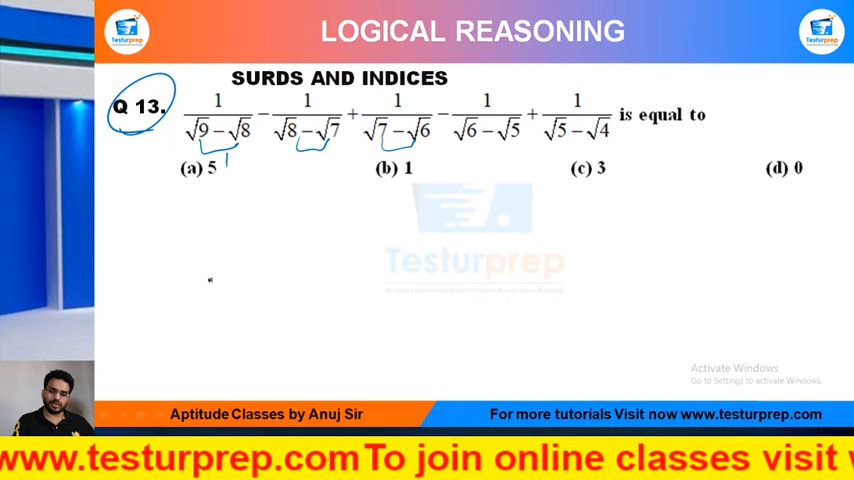 LOGICAL REASONING
Testurprep
Testurprep
SURDS AND INDICES
Q 13. 1/(√9 – √8) – 1/(√8 – √7) + 1/(√7 – √6) – 1/(√6 – √5) + 1/(√5 – √4) is equal to
1
(a) 5 (b) 1 (c) 3 (d) 0
Testurprep
Activate Windows
Go to Settings to activate Windows.
Aptitude Classes by Anuj Sir
For more tutorials Visit now www.testurprep.com
www.testurprep.com To join online classes visit